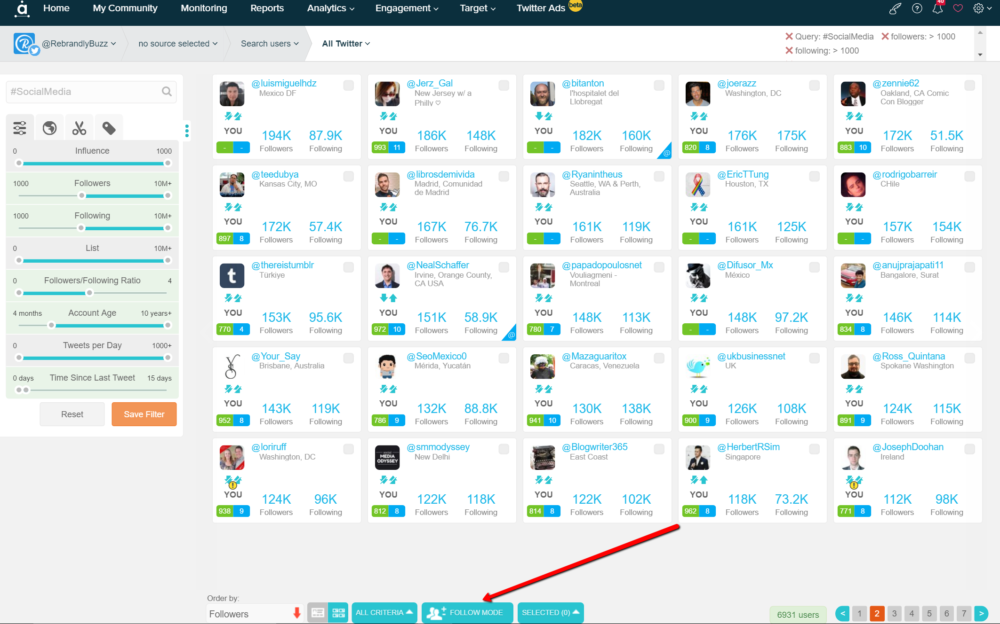 Home My Community Monitoring Reports Analytics Engagement Target Twitter Ads beta 40
@RebrandlyBuzz no source selected Search users All Twitter
Query: #SocialMedia followers: > 1000
following: > 1000
#SocialMedia
0 Influence 1000
1000 Followers 10M+
1000 Following 10M+
0 List 10M+
0 Followers/Following Ratio 4
4 months Account Age 10 years+
0 Tweets per Day 1000+
0 days Time Since Last Tweet 15 days
Reset Save Filter
@luismiguelhdz
Mexico DF
YOU
194K 87.9K
- - Followers Following
@Jerz_Gal
New Jersey w/ a
Philly ♡
YOU
186K 148K
993 11 Followers Following
@bitanton
l'hospitalet del
Llobregat
YOU
182K 160K
- - Followers Following
@
@joerazz
Washington, DC
YOU
176K 175K
820 8 Followers Following
@zennie62
Oakland, CA Comic
Con Blogger
YOU
172K 51.5K
883 10 Followers Following
@teedubya
Kansas City, MO
YOU
172K 57.4K
897 8 Followers Following
@librosdemivida
Madrid, Comunidad
de Madrid
YOU
167K 76.7K
- - Followers Following
@Ryanintheus
Seattle, WA & Perth,
Australia
YOU
161K 119K
- - Followers Following
@EricTTung
Houston, TX
YOU
161K 125K
- - Followers Following
@rodrigobarreir
CHile
YOU
157K 154K
- - Followers Following
@thereistumblr
Türkiye
t
YOU
153K 95.6K
770 4 Followers Following
@NealSchaffer
Irvine, Orange County,
CA USA
YOU
151K 58.9K
972 10 Followers Following
@
@papadopoulosnet
Vouliagmeni -
Montreal
YOU
148K 113K
780 7 Followers Following
@Difusor_Mx
México
YOU
148K 97.2K
- - Followers Following
@anujprajapati11
Bangalore, Surat
YOU
146K 114K
834 8 Followers Following
@Your_Say
Brisbane, Australia
YOU
143K 119K
952 8 Followers Following
@SeoMexico0
Mérida, Yucatán
YOU
132K 88.8K
786 9 Followers Following
@Mazaguaritox
Caracas, Venezuela
YOU
130K 138K
941 10 Followers Following
@ukbusinessnet
UK
YOU
126K 108K
900 9 Followers Following
@Ross_Quintana
Spokane Washington
YOU
124K 115K
891 9 Followers Following
@loriruff
Washington, DC
YOU
124K 96K
938 9 Followers Following
@smmodyssey
New Delhi
social
MEDIA
ODYSSEY
YOU
122K 118K
812 8 Followers Following
@Blogwriter365
East Coast
YOU
122K 102K
814 8 Followers Following
@HerbertRSim
Singapore
YOU
118K 73.2K
962 8 Followers Following
@JosephDoohan
Ireland
YOU
112K 98K
771 8 Followers Following
Order by:
Followers ALL CRITERIA FOLLOW MODE SELECTED (0) 6931 users < 1 2 3 4 5 6 7 >